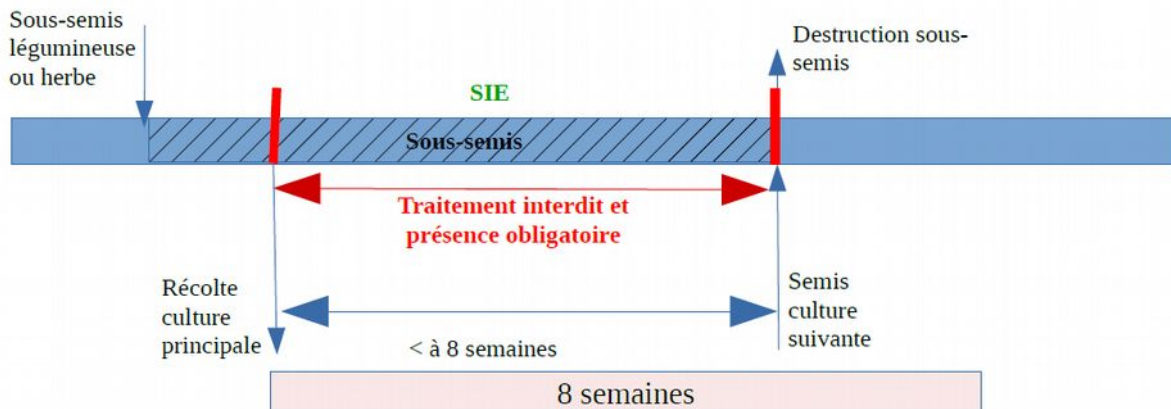 Sous-semis
légumineuse
ou herbe
Destruction sous-
semis
SIE
Sous-semis
Traitement interdit et
présence obligatoire
Récolte
culture
principale
Semis
culture
suivante
< à 8 semaines
8 semaines